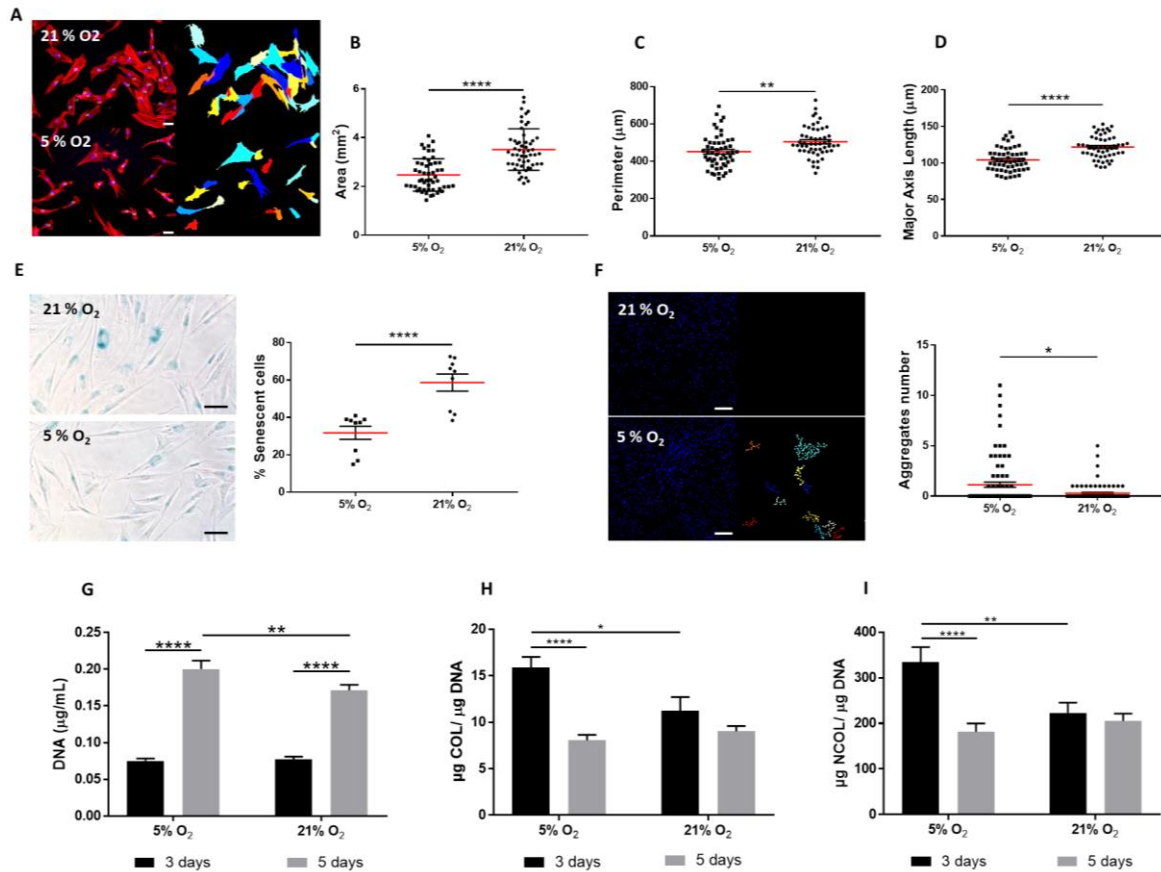 A
21 % O2
5 % O2
B
****
Area (mm2)
6
4
2
0
5% O2
21% O2
C
**
Perimeter (µm)
800
600
400
200
0
5% O2
21% O2
D
****
Major Axis Length (µm)
200
150
100
50
0
5% O2
21% O2
E
21 % O2
5 % O2
****
% Senescent cells
80
60
40
20
0
5% O2
21% O2
F
21 % O2
5 % O2
*
Aggregates number
15
10
5
0
5% O2
21% O2
G
**
****
****
DNA (µg/mL)
0.25
0.20
0.15
0.10
0.05
0.00
5% O2
21% O2
3 days
5 days
H
*
****
µg COL/ µg DNA
20
15
10
5
0
5% O2
21% O2
3 days
5 days
I
**
****
µg NCOL/ µg DNA
400
300
200
100
0
5% O2
21% O2
3 days
5 days